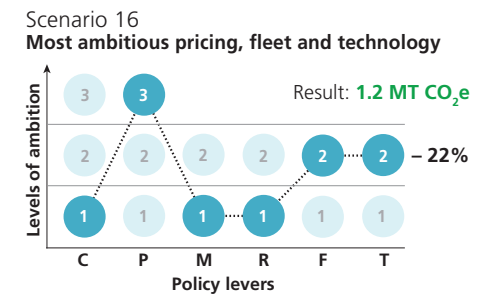 Scenario 16
Most ambitious pricing, fleet and technology
Result: 1.2 MT CO₂e
Levels of ambition
3 3
2 2 2 2 2 2 – 22%
1 1 1 1 1 1
C P M R F T
Policy levers